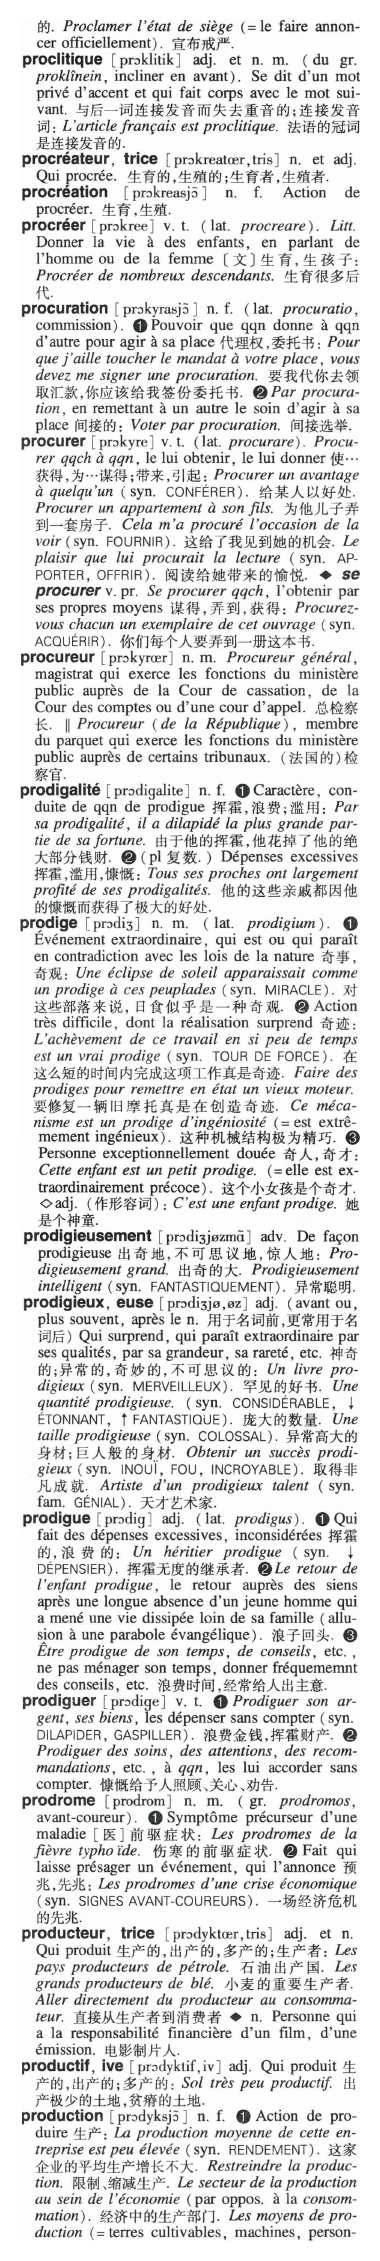 的. Proclamer l'état de siège (= le faire annon-
cer officiellement). 宣布戒严.
proclitique [prɔklitik] adj. et n. m. (du gr.
proklînein, incliner en avant). Se dit d'un mot
privé d'accent et qui fait corps avec le mot sui-
vant. 与后一词连接发音而失去重音的;连接发音
词: L'article français est proclitique. 法语的冠词
是连接发音的.
procréateur, trice [prɔkreatœr,tris] n. et adj.
Qui procrée. 生育的,生殖的;生育者,生殖者.
procréation [prɔkreasjɔ̃] n. f. Action de
procréer. 生育,生殖.
procréer [prɔkree] v. t. (lat. procreare). Litt.
Donner la vie à des enfants, en parlant de
l'homme ou de la femme〔文〕生育,生孩子:
Procréer de nombreux descendants. 生育很多后
代.
procuration [prɔkyrasjɔ̃] n. f. (lat. procuratio,
commission). ❶ Pouvoir que qqn donne à qqn
d'autre pour agir à sa place 代理权,委托书: Pour
que j'aille toucher le mandat à votre place, vous
devez me signer une procuration. 要我代你去领
取汇款,你应该给我签份委托书. ❷ Par procura-
tion, en remettant à un autre le soin d'agir à sa
place 间接的: Voter par procuration. 间接选举.
procurer [prɔkyre] v. t. (lat. procurare). Procu-
rer qqch à qqn, le lui obtenir, le lui donner 使…
获得,为…谋得;带来,引起: Procurer un avantage
à quelqu'un (syn. CONFÉRER). 给某人以好处.
Procurer un appartement à son fils. 为他儿子弄
到一套房子. Cela m'a procuré l'occasion de la
voir (syn. FOURNIR). 这给了我见到她的机会. Le
plaisir que lui procurait la lecture (syn. AP-
PORTER, OFFRIR). 阅读给她带来的愉悦. ◆ se
procurer v. pr. Se procurer qqch, l'obtenir par
ses propres moyens 谋得,弄到,获得: Procurez-
vous chacun un exemplaire de cet ouvrage (syn.
ACQUÉRIR). 你们每个人要弄到一册这本书.
procureur [prɔkyrœr] n. m. Procureur général,
magistrat qui exerce les fonctions du ministère
public auprès de la Cour de cassation, de la
Cour des comptes ou d'une cour d'appel. 总检察
长. ‖ Procureur (de la République), membre
du parquet qui exerce les fonctions du ministère
public auprès de certains tribunaux. (法国的)检
察官.
prodigalité [prɔdigalite] n. f. ❶ Caractère, con-
duite de qqn de prodigue 挥霍,浪费;滥用: Par
sa prodigalité, il a dilapidé la plus grande par-
tie de sa fortune. 由于他的挥霍,他花掉了他的绝
大部分钱财. ❷ (pl 复数.) Dépenses excessives
挥霍,滥用,慷慨: Tous ses proches ont largement
profité de ses prodigalités. 他的这些亲戚都因他
的慷慨而获得了极大的好处.
prodige [prɔdiʒ] n. m. (lat. prodigium). ❶
Événement extraordinaire, qui est ou qui paraît
en contradiction avec les lois de la nature 奇事,
奇观: Une éclipse de soleil apparaissait comme
un prodige à ces peuplades (syn. MIRACLE). 对
这些部落来说,日食似乎是一种奇观. ❷ Action
très difficile, dont la réalisation surprend 奇迹:
L'achèvement de ce travail en si peu de temps
est un vrai prodige (syn. TOUR DE FORCE). 在
这么短的时间内完成这项工作真是奇迹. Faire des
prodiges pour remettre en état un vieux moteur.
要修复一辆旧摩托真是在创造奇迹. Ce méca-
nisme est un prodige d'ingéniosité (= est extrê-
mement ingénieux). 这种机械结构极为精巧. ❸
Personne exceptionnellement douée 奇人,奇才:
Cette enfant est un petit prodige. (= elle est ex-
traordinairement précoce). 这个小女孩是个奇才.
◇ adj. (作形容词): C'est une enfant prodige. 她
是个神童.
prodigieusement [prɔdiʒjøzmɑ̃] adv. De façon
prodigieuse 出奇地,不可思议地,惊人地: Pro-
digieusement grand. 出奇的大. Prodigieusement
intelligent (syn. FANTASTIQUEMENT). 异常聪明.
prodigieux, euse [prɔdiʒjø,øz] adj. (avant ou,
plus souvent, après le n. 用于名词前,更常用于名
词后) Qui surprend, qui paraît extraordinaire par
ses qualités, par sa grandeur, sa rareté, etc. 神奇
的;异常的,奇妙的,不可思议的: Un livre pro-
digieux (syn. MERVEILLEUX). 罕见的好书. Une
quantité prodigieuse. (syn. CONSIDÉRABLE, ↓
ÉTONNANT, ↑ FANTASTIQUE). 庞大的数量. Une
taille prodigieuse (syn. COLOSSAL). 异常高大的
身材;巨人般的身材. Obtenir un succès prodi-
gieux (syn. INOUÏ, FOU, INCROYABLE). 取得非
凡成就. Artiste d'un prodigieux talent (syn.
fam. GÉNIAL). 天才艺术家.
prodigue [prɔdig] adj. (lat. prodigus). ❶ Qui
fait des dépenses excessives, inconsidérées 挥霍
的,浪费的: Un héritier prodigue (syn. ↓
DÉPENSIER). 挥霍无度的继承者. ❷ Le retour de
l'enfant prodigue, le retour auprès des siens
après une longue absence d'un jeune homme qui
a mené une vie dissipée loin de sa famille (allu-
sion à une parabole évangélique). 浪子回头. ❸
Être prodigue de son temps, de conseils, etc.,
ne pas ménager son temps, donner fréquememnt
des conseils, etc. 浪费时间,经常给人出主意.
prodiguer [prɔdige] v. t. ❶ Prodiguer son ar-
gent, ses biens, les dépenser sans compter (syn.
DILAPIDER, GASPILLER). 浪费金钱,挥霍财产. ❷
Prodiguer des soins, des attentions, des recom-
mandations, etc., à qqn, les lui accorder sans
compter. 慷慨给予人照顾、关心、劝告.
prodrome [prɔdrom] n. m. (gr. prodromos,
avant-coureur). ❶ Symptôme précurseur d'une
maladie [医]前驱症状: Les prodromes de la
fièvre typhoïde. 伤寒的前驱症状. ❷ Fait qui
laisse présager un événement, qui l'annonce 预
兆,先兆: Les prodromes d'une crise économique
(syn. SIGNES AVANT-COUREURS). 一场经济危机
的先兆.
producteur, trice [prɔdyktœr,tris] adj. et n.
Qui produit 生产的,出产的,多产的;生产者: Les
pays producteurs de pétrole. 石油出产国. Les
grands producteurs de blé. 小麦的重要生产者.
Aller directement du producteur au consomma-
teur. 直接从生产者到消费者 ◆ n. Personne qui
a la responsabilité financière d'un film, d'une
émission. 电影制片人.
productif, ive [prɔdyktif,iv] adj. Qui produit 生
产的,出产的;多产的: Sol très peu productif. 出
产极少的土地,贫瘠的土地.
production [prɔdyksjɔ̃] n. f. ❶ Action de pro-
duire 生产: La production moyenne de cette en-
treprise est peu élevée (syn. RENDEMENT). 这家
企业的平均生产增长不大. Restreindre la produc-
tion. 限制、缩减生产. Le secteur de la production
au sein de l'économie (par oppos. à la consom-
mation). 经济中的生产部门. Les moyens de pro-
duction (= terres cultivables, machines, person-